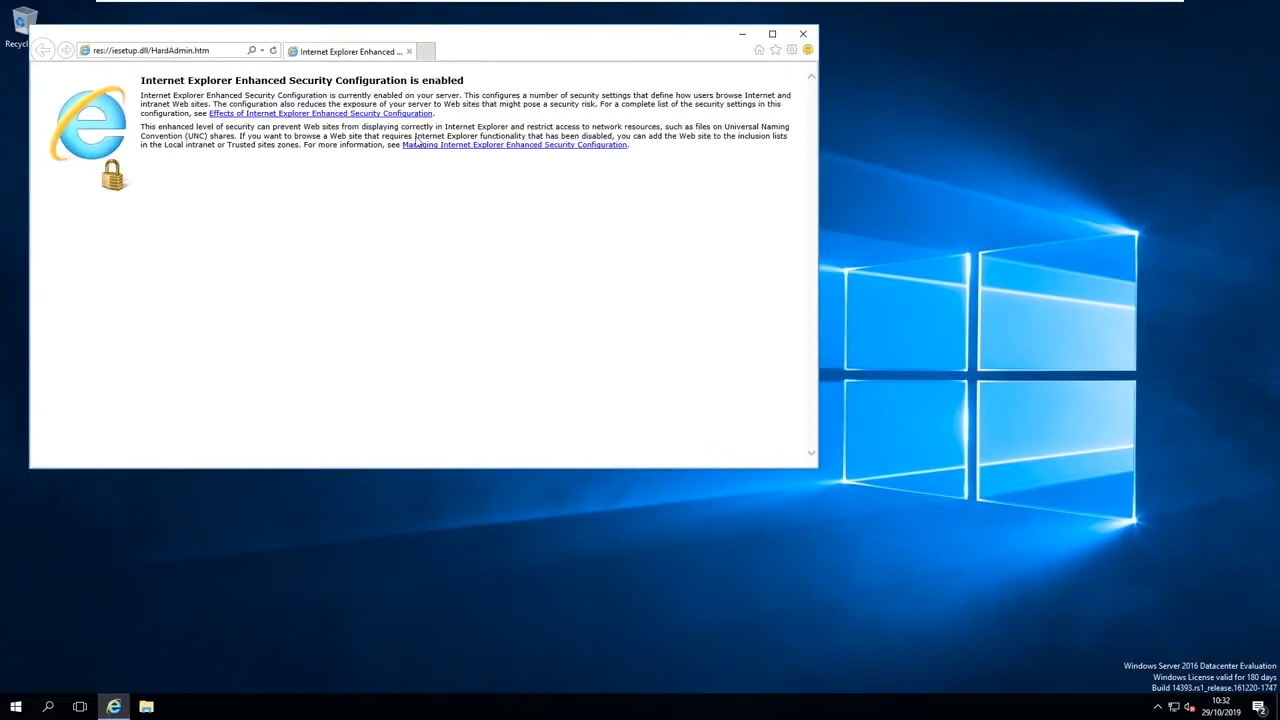 Recycl
res://iesetup.dll/HardAdmin.htm
Internet Explorer Enhanced ...
Internet Explorer Enhanced Security Configuration is enabled
Internet Explorer Enhanced Security Configuration is currently enabled on your server. This configures a number of security settings that define how users browse Internet and
intranet Web sites. The configuration also reduces the exposure of your server to Web sites that might pose a security risk. For a complete list of the security settings in this
configuration, see Effects of Internet Explorer Enhanced Security Configuration.
This enhanced level of security can prevent Web sites from displaying correctly in Internet Explorer and restrict access to network resources, such as files on Universal Naming
Convention (UNC) shares. If you want to browse a Web site that requires Internet Explorer functionality that has been disabled, you can add the Web site to the inclusion lists
in the Local intranet or Trusted sites zones. For more information, see Managing Internet Explorer Enhanced Security Configuration.
Windows Server 2016 Datacenter Evaluation
Windows License valid for 180 days
Build 14393.rs1_release.161220-1747
10:32
29/10/2019
2